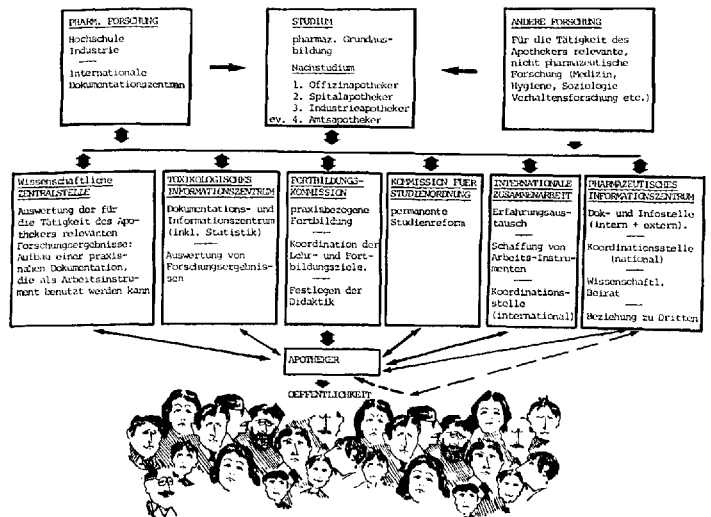 PHARM. FORSCHUNG
Hochschule
Industrie
Internationale
Dokumentationszentren
STUDIUM
pharmaz. Grundaus-
bildung
Nachstudium
1. Offizinapotheker
2. Spitalapotheker
3. Industrieapotheker
ev. 4. Amtsapotheker
ANDERE FORSCHUNG
Für die Tätigkeit des
Apothekers relevante,
nicht pharmazeutische
Forschung (Medizin,
Hygiene, Soziologie
Verhaltensforschung etc.)
Wissenschaftliche
ZENTRALSTELLE
Auswertung der für
die Tätigkeit des Apo-
thekers relevanten
Forschungsergebnisse:
Aufbau einer praxis-
nahen Dokumentation,
die als Arbeitsinstru-
ment benutzt werden kann
TOXIKOLOGISCHES
INFORMATIONSZENTRUM
Dokumentations- und
Informationszentrum
(inkl. Statistik)
Auswertung von
Forschungsergebnis-
sen
FORTBILDUNGS-
KOMMISSION
praxisbezogene
Fortbildung
Koordination der
Lehr- und Fort-
bildungsziele.
Festlegen der
Didaktik
KOMMISSION FUER
STUDIENORDNUNG
permanente
Studienreform
INTERNATIONALE
ZUSAMMENARBEIT
Erfahrungsaus-
tausch
Schaffung von
Arbeits-Instru-
menten
Koordinations-
stelle
(international)
PHARMAZEUTISCHES
INFORMATIONSZENTRUM
Dok- und Infostelle
(intern + extern).
Koordinationsstelle
(national)
Wissenschaftl.
Beirat
Beziehung zu Dritten
APOTHEKER
OEFFENTLICHKEIT